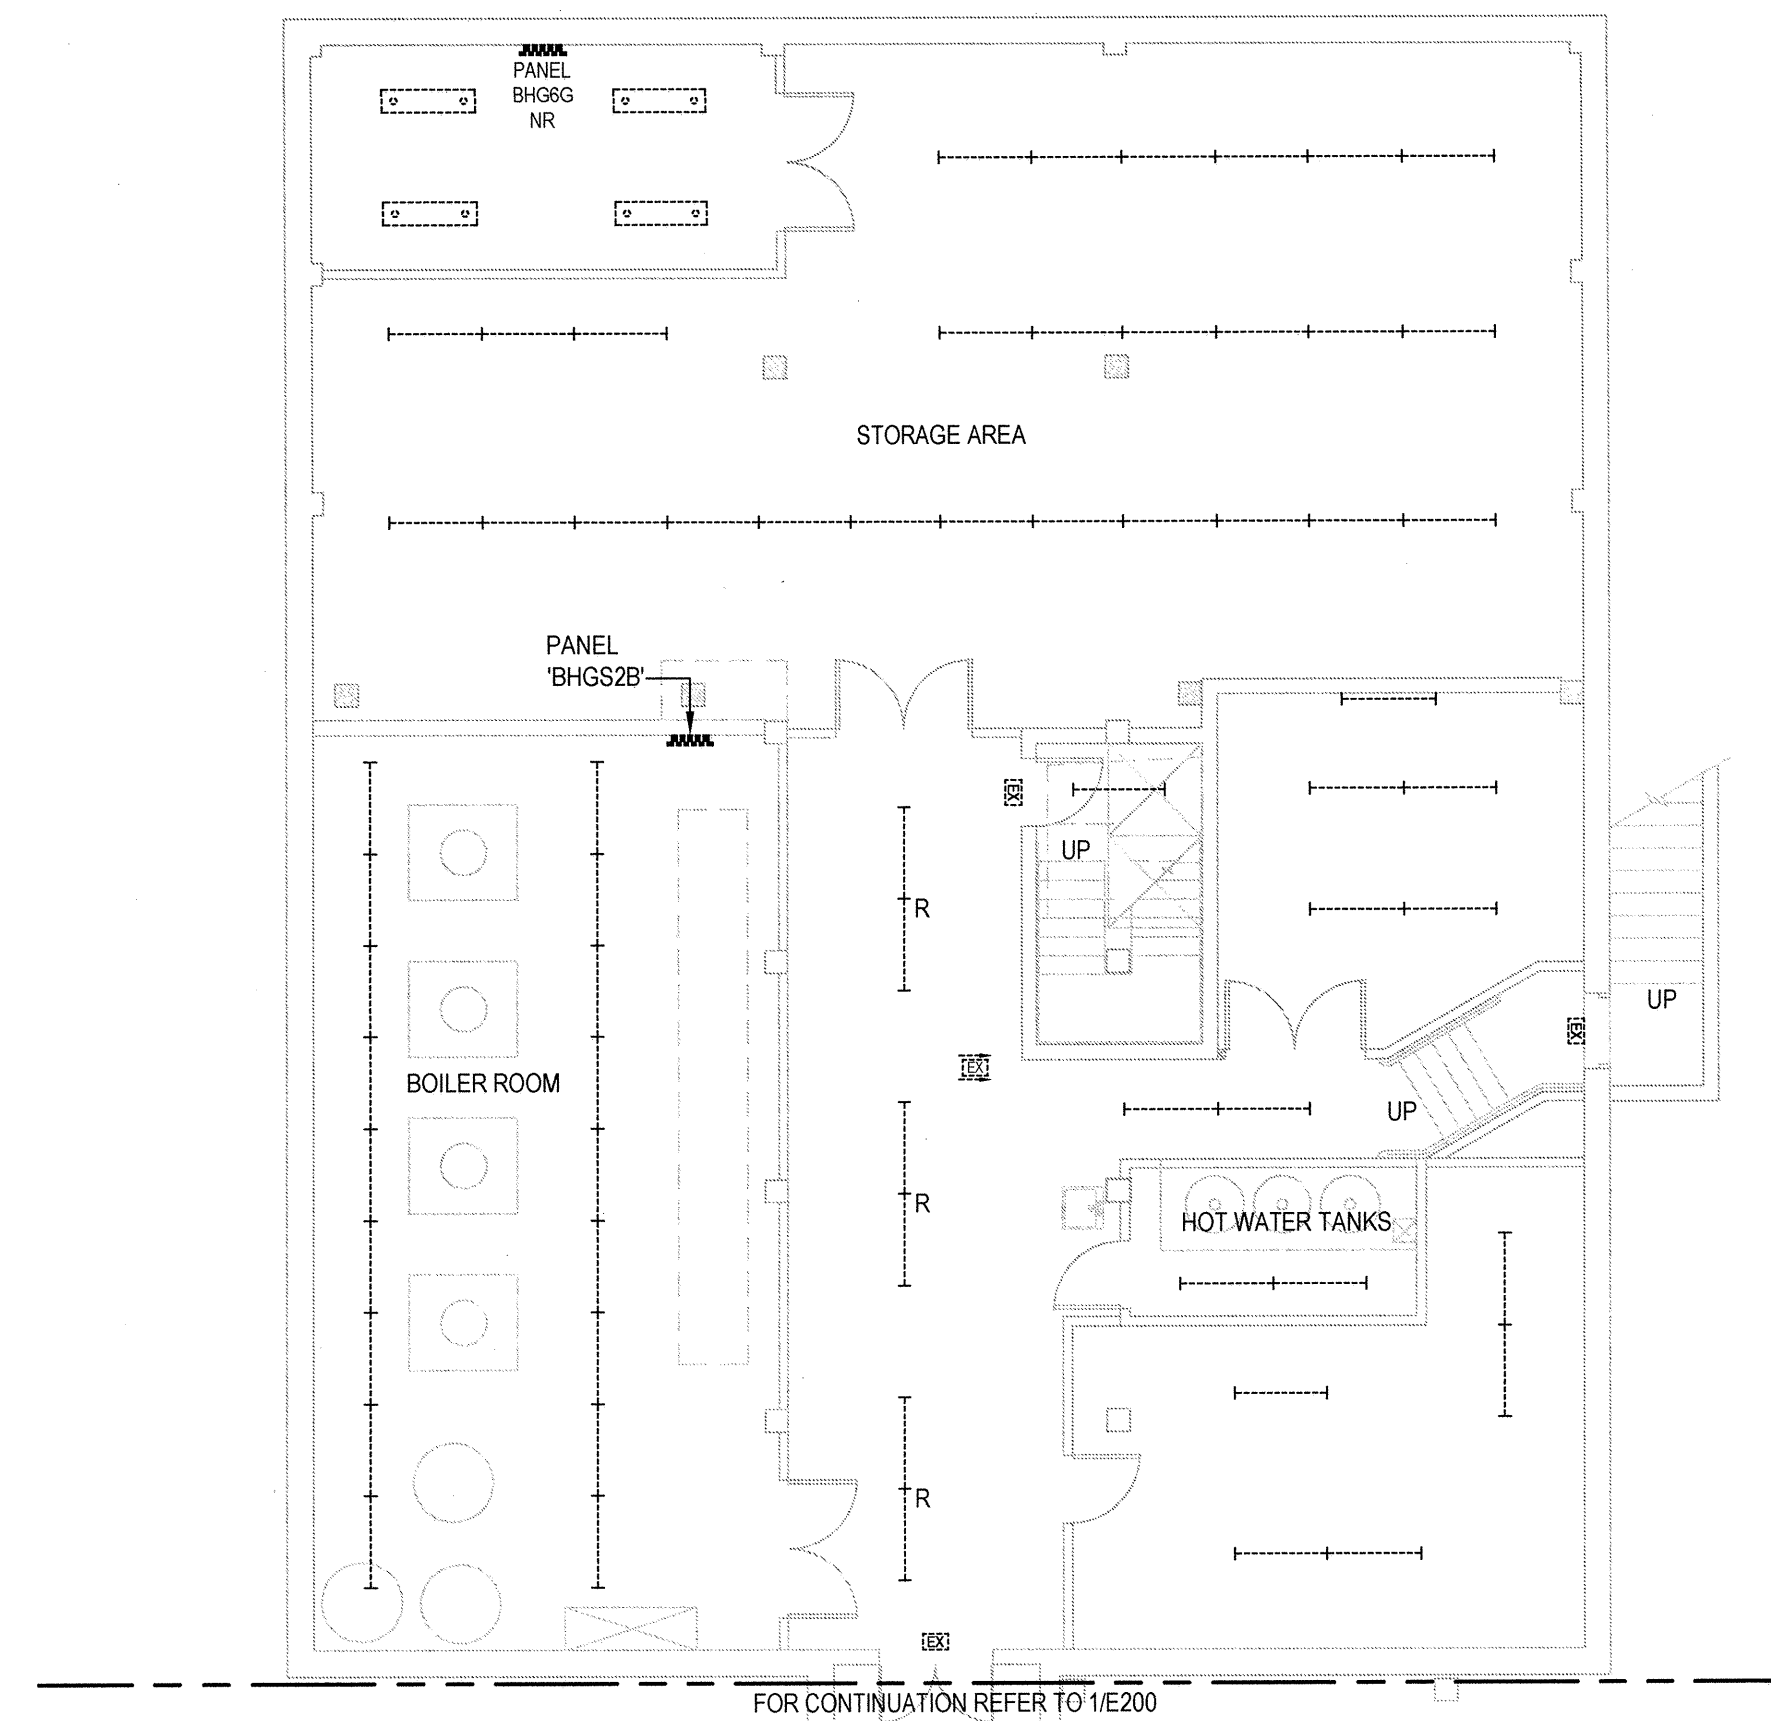 PANEL
BHG6G
NR
STORAGE AREA
PANEL
'BHGS2B'
EX
UP
R
UP
EX
EX
BOILER ROOM
UP
R
HOT WATER TANKS
R
EX
FOR CONTINUATION REFER TO 1/E200